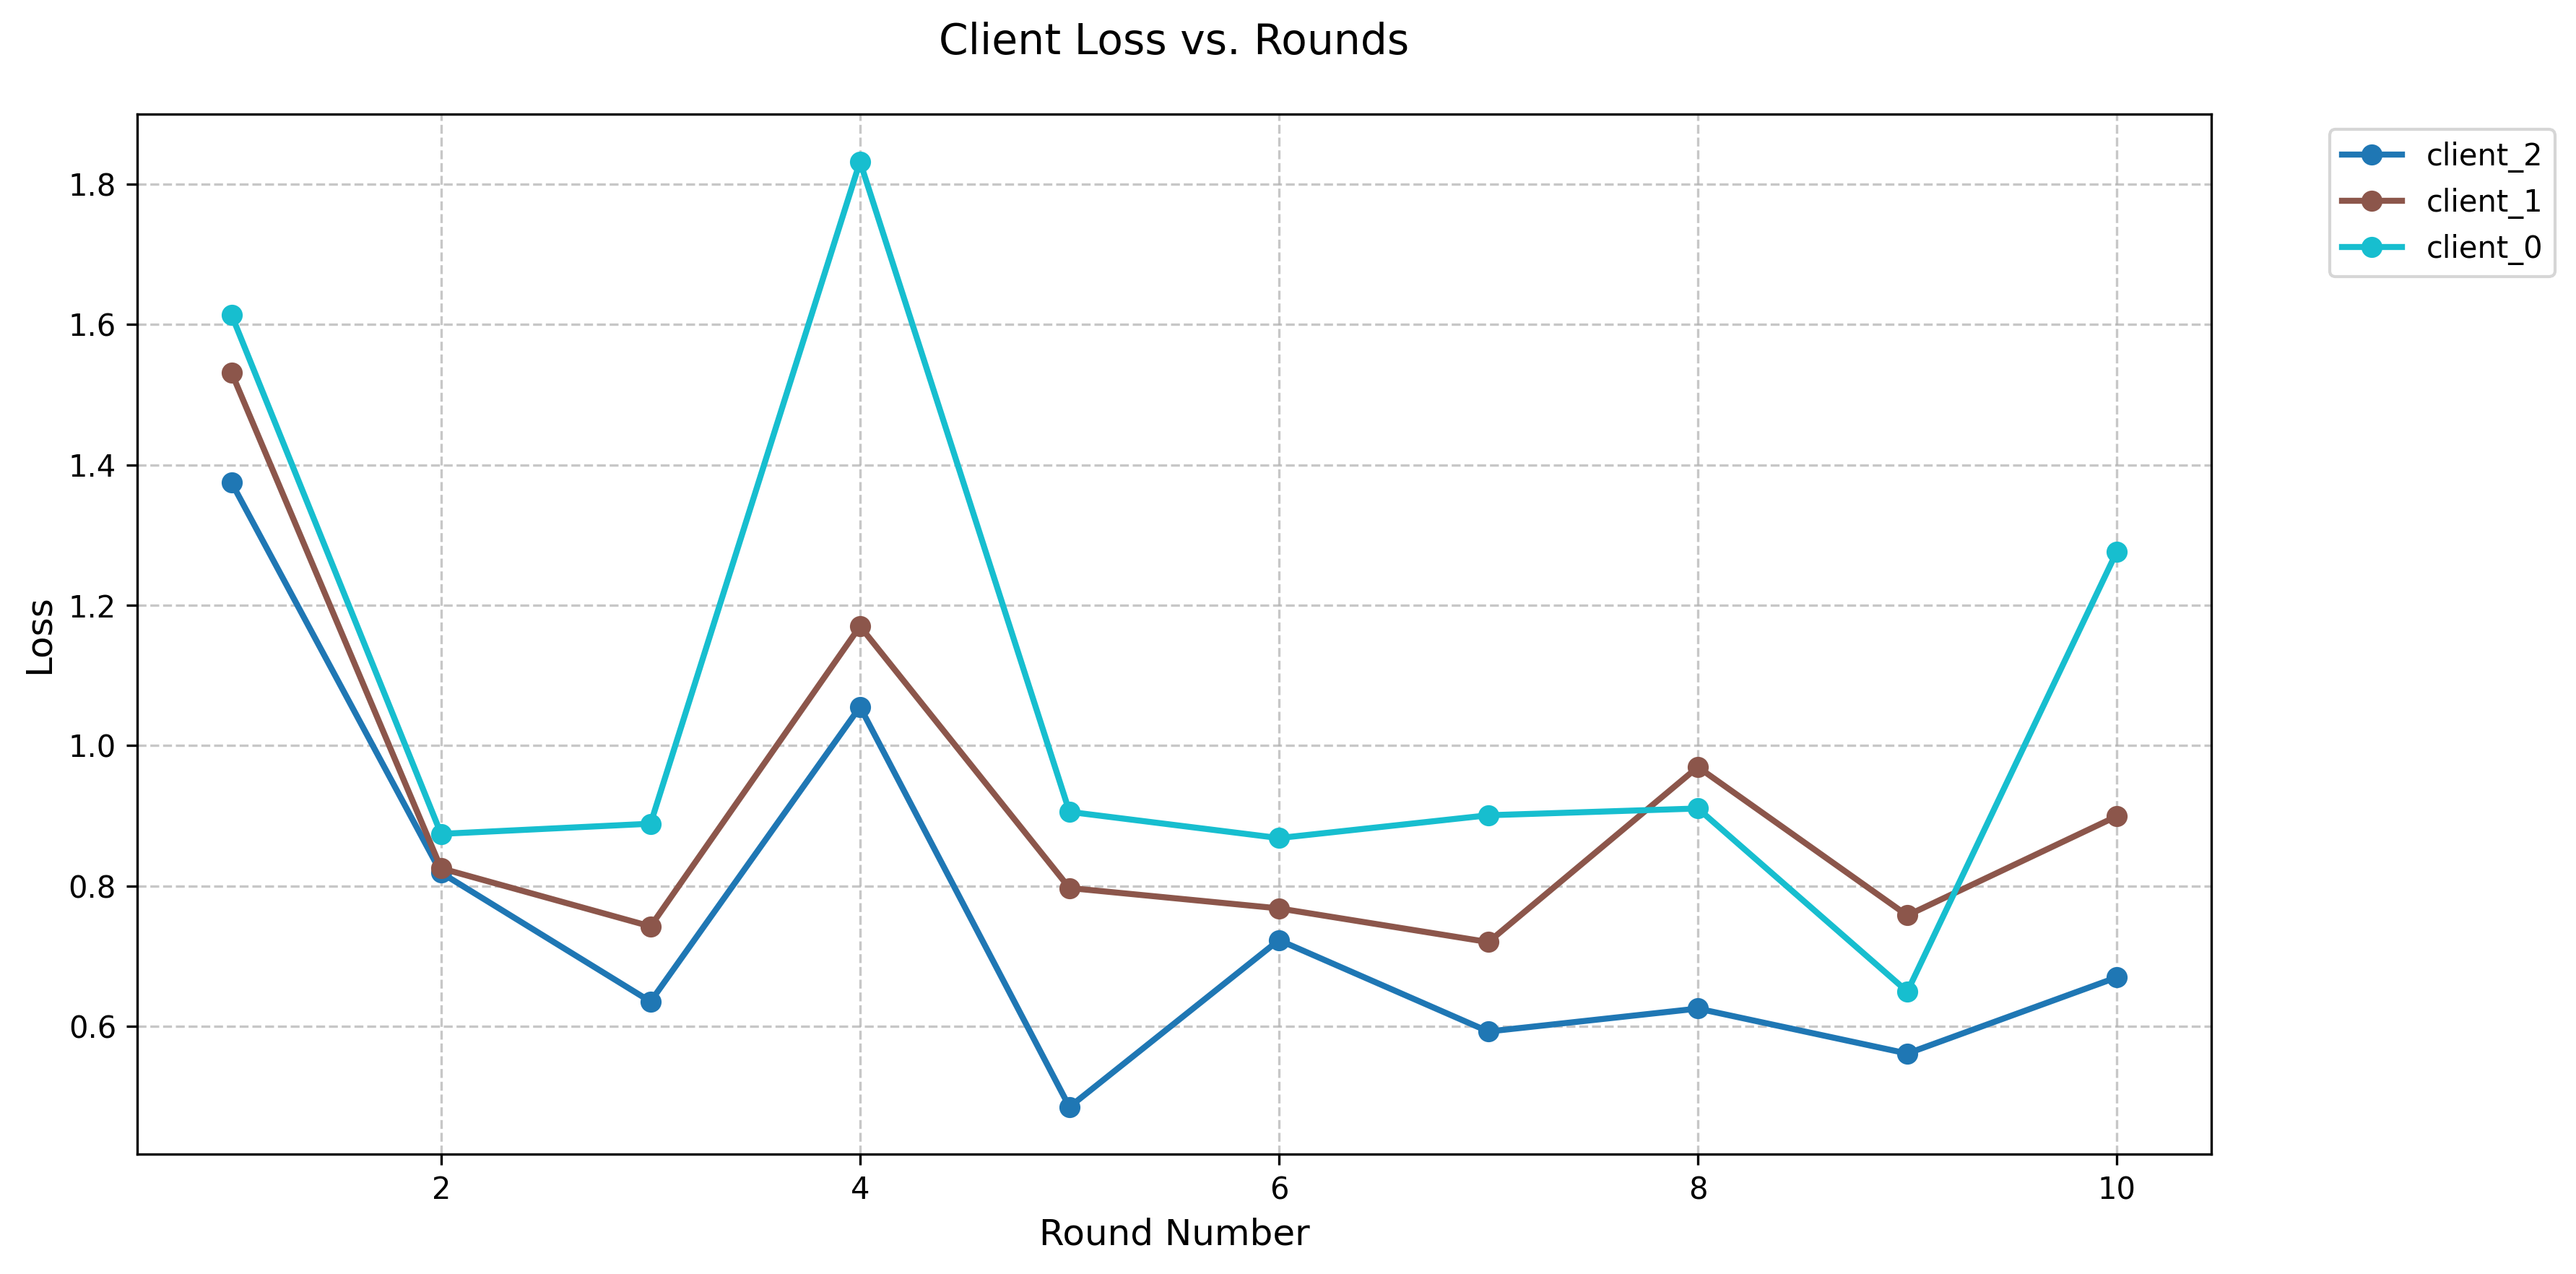 Client Loss vs. Rounds
client_2
client_1
client_0
1.8
1.6
1.4
1.2
1.0
0.8
0.6
Loss
2 4 6 8 10
Round Number